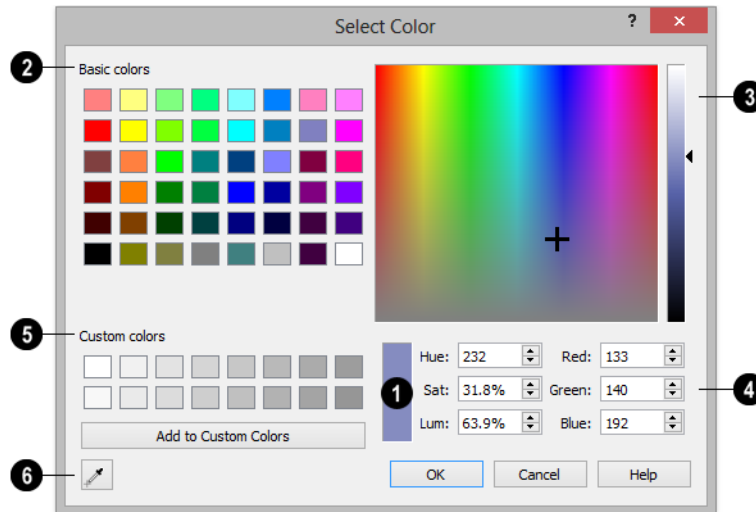 Select Color
?
2
Basic colors
3
5
Custom colors
Add to Custom Colors
6
1
Hue: 232 Red: 133
Sat: 31.8% Green: 140
Lum: 63.9% Blue: 192
4
OK Cancel Help